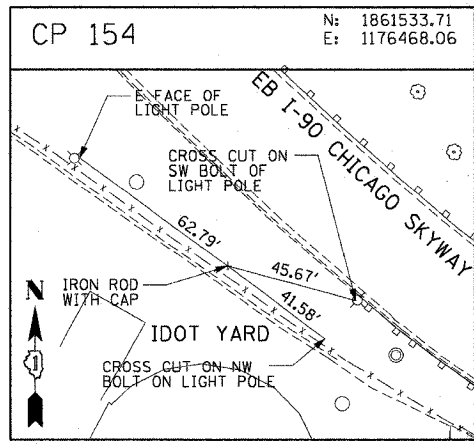 CP 154
N: 1861533.71
E: 1176468.06
E FACE OF
LIGHT POLE
EB I-90 CHICAGO SKYWAY
CROSS CUT ON
SW BOLT OF
LIGHT POLE
62.79'
45.67'
41.58'
IRON ROD
WITH CAP
N
1
IDOT YARD
CROSS CUT ON NW
BOLT ON LIGHT POLE